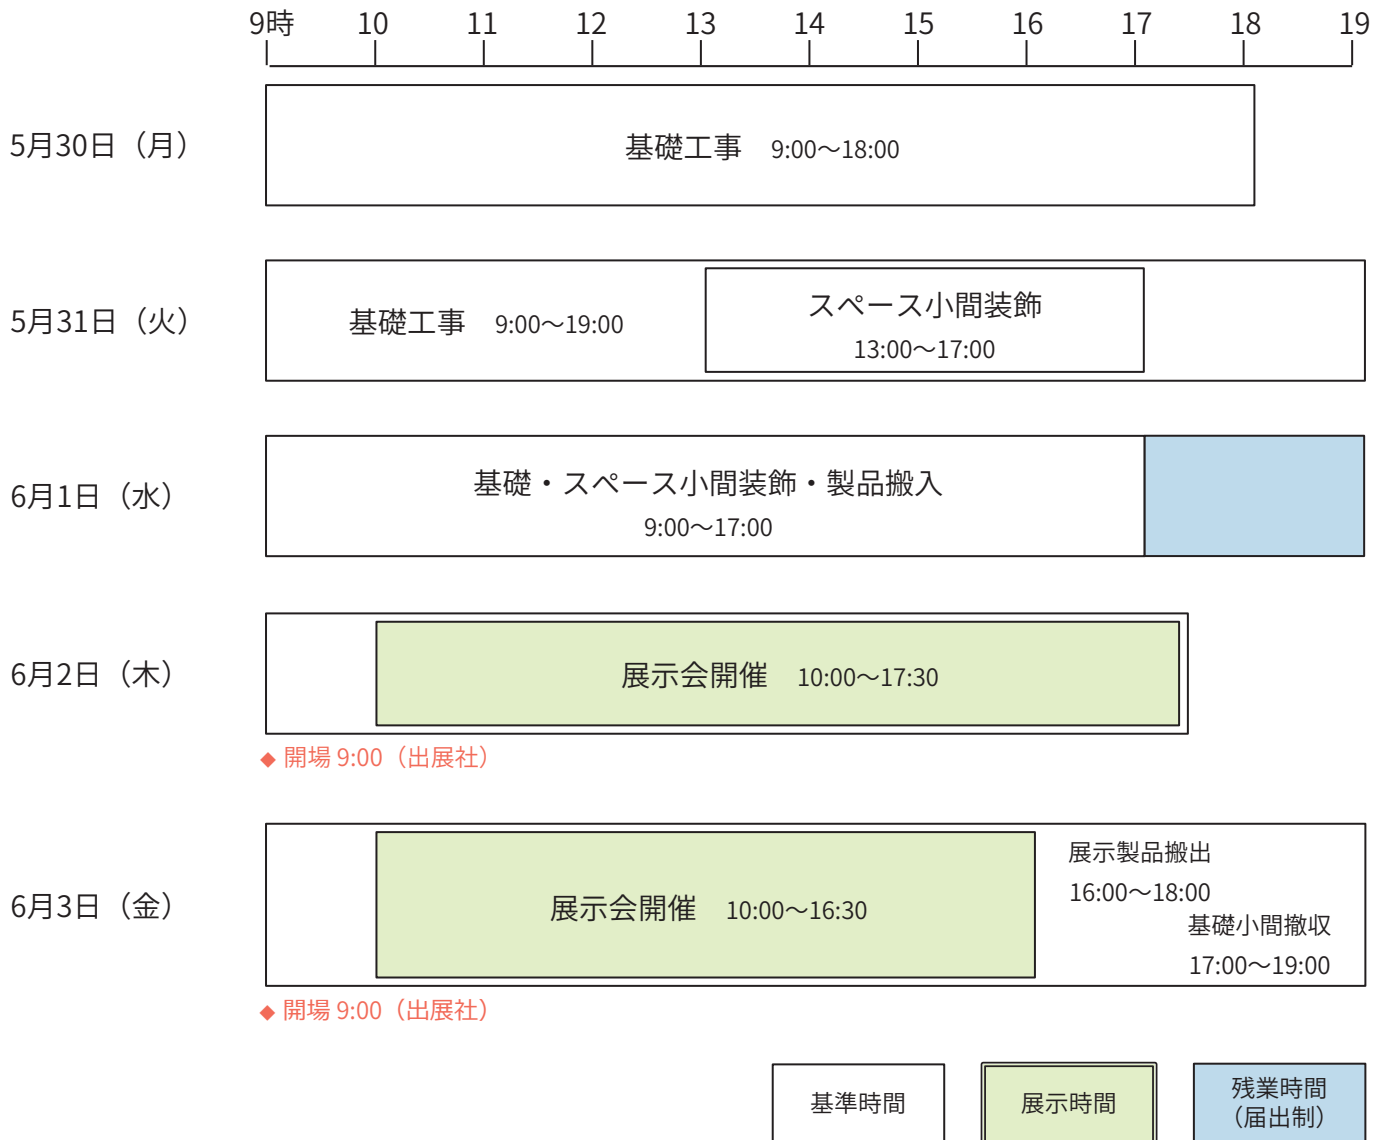 9時 10 11 12 13 14 15 16 17 18 19
5月30日（月）
基礎工事 9:00～18:00
5月31日（火）
基礎工事 9:00～19:00
スペース小間装飾
13:00～17:00
6月1日（水）
基礎・スペース小間装飾・製品搬入
9:00～17:00
6月2日（木）
展示会開催 10:00～17:30
◆ 開場 9:00（出展社）
6月3日（金）
展示会開催 10:00～16:30
展示製品搬出
16:00～18:00
基礎小間撤収
17:00～19:00
◆ 開場 9:00（出展社）
基準時間
展示時間
残業時間
（届出制）